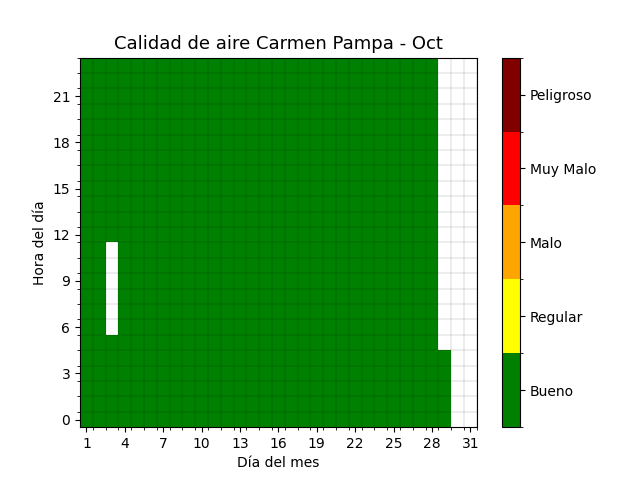 Calidad de aire Carmen Pampa - Oct
Hora del día
21
18
15
12
9
6
3
0
1 4 7 10 13 16 19 22 25 28 31
Día del mes
Peligroso
Muy Malo
Malo
Regular
Bueno